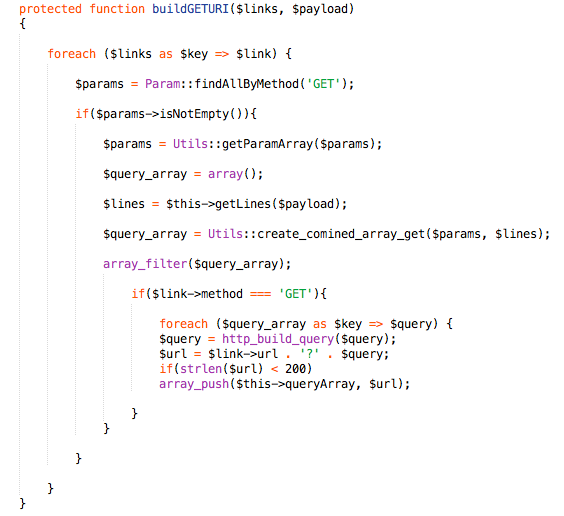 protected function buildGETURI($links, $payload)
{
foreach ($links as $key => $link) {
$params = Param::findAllByMethod('GET');
if($params->isNotEmpty()){
$params = Utils::getParamArray($params);
$query_array = array();
$lines = $this->getLines($payload);
$query_array = Utils::create_comined_array_get($params, $lines);
array_filter($query_array);
if($link->method === 'GET'){
foreach ($query_array as $key => $query) {
$query = http_build_query($query);
$url = $link->url . '?' . $query;
if(strlen($url) < 200)
array_push($this->queryArray, $url);
}
}
}
}
}